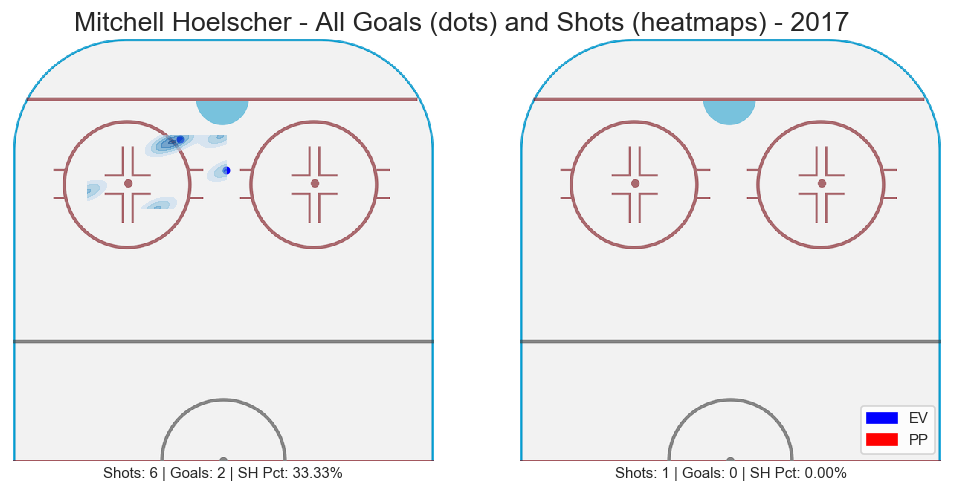 Mitchell Hoelscher - All Goals (dots) and Shots (heatmaps) - 2017
EV
PP
Shots: 6 | Goals: 2 | SH Pct: 33.33%
Shots: 1 | Goals: 0 | SH Pct: 0.00%